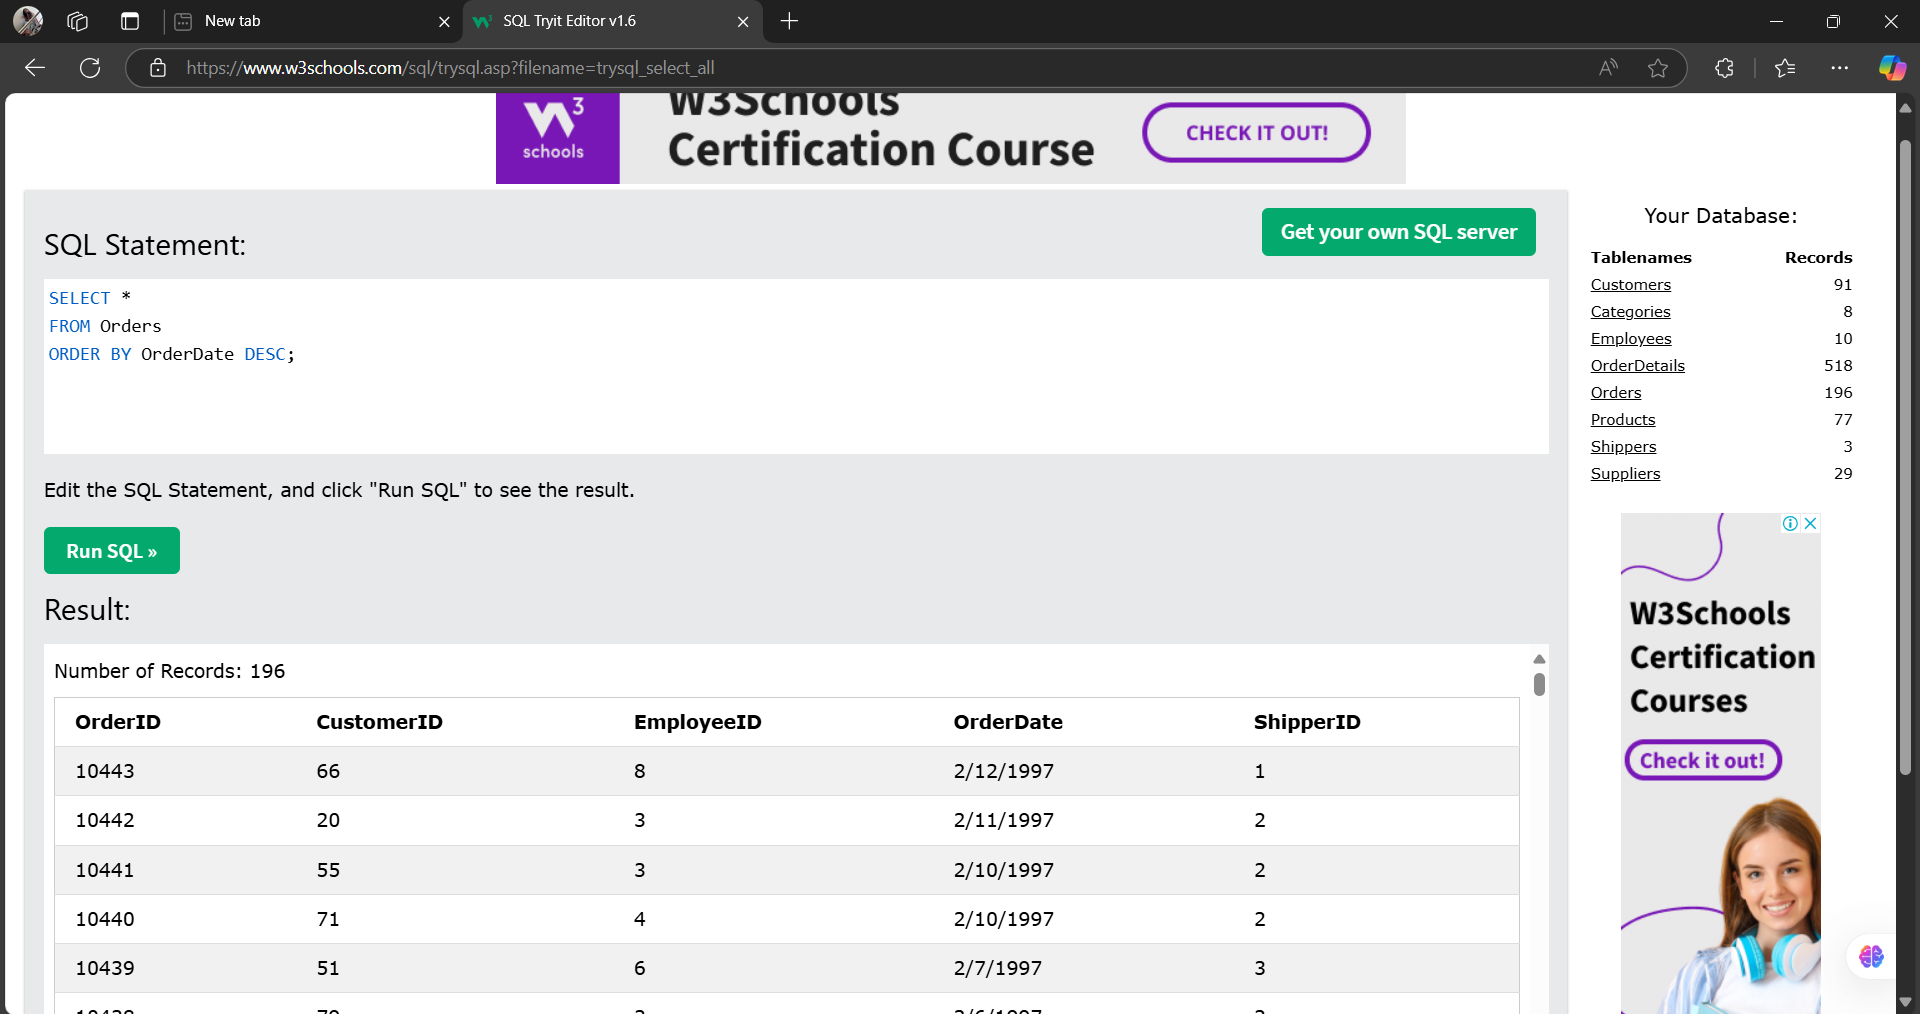 New tab
SQL Tryit Editor v1.6
https://www.w3schools.com/sql/trysql.asp?filename=trysql_select_all
W3Schools
3
schools
Certification Course
CHECK IT OUT!
SQL Statement:
Get your own SQL server
SELECT *
FROM Orders
ORDER BY OrderDate DESC;
Edit the SQL Statement, and click "Run SQL" to see the result.
Run SQL »
Result:
Number of Records: 196
OrderID CustomerID EmployeeID OrderDate ShipperID
10443 66 8 2/12/1997 1
10442 20 3 2/11/1997 2
10441 55 3 2/10/1997 2
10440 71 4 2/10/1997 2
10439 51 6 2/7/1997 3
Your Database:
Tablenames Records
Customers 91
Categories 8
Employees 10
OrderDetails 518
Orders 196
Products 77
Shippers 3
Suppliers 29
W3Schools
Certification
Courses
Check it out!